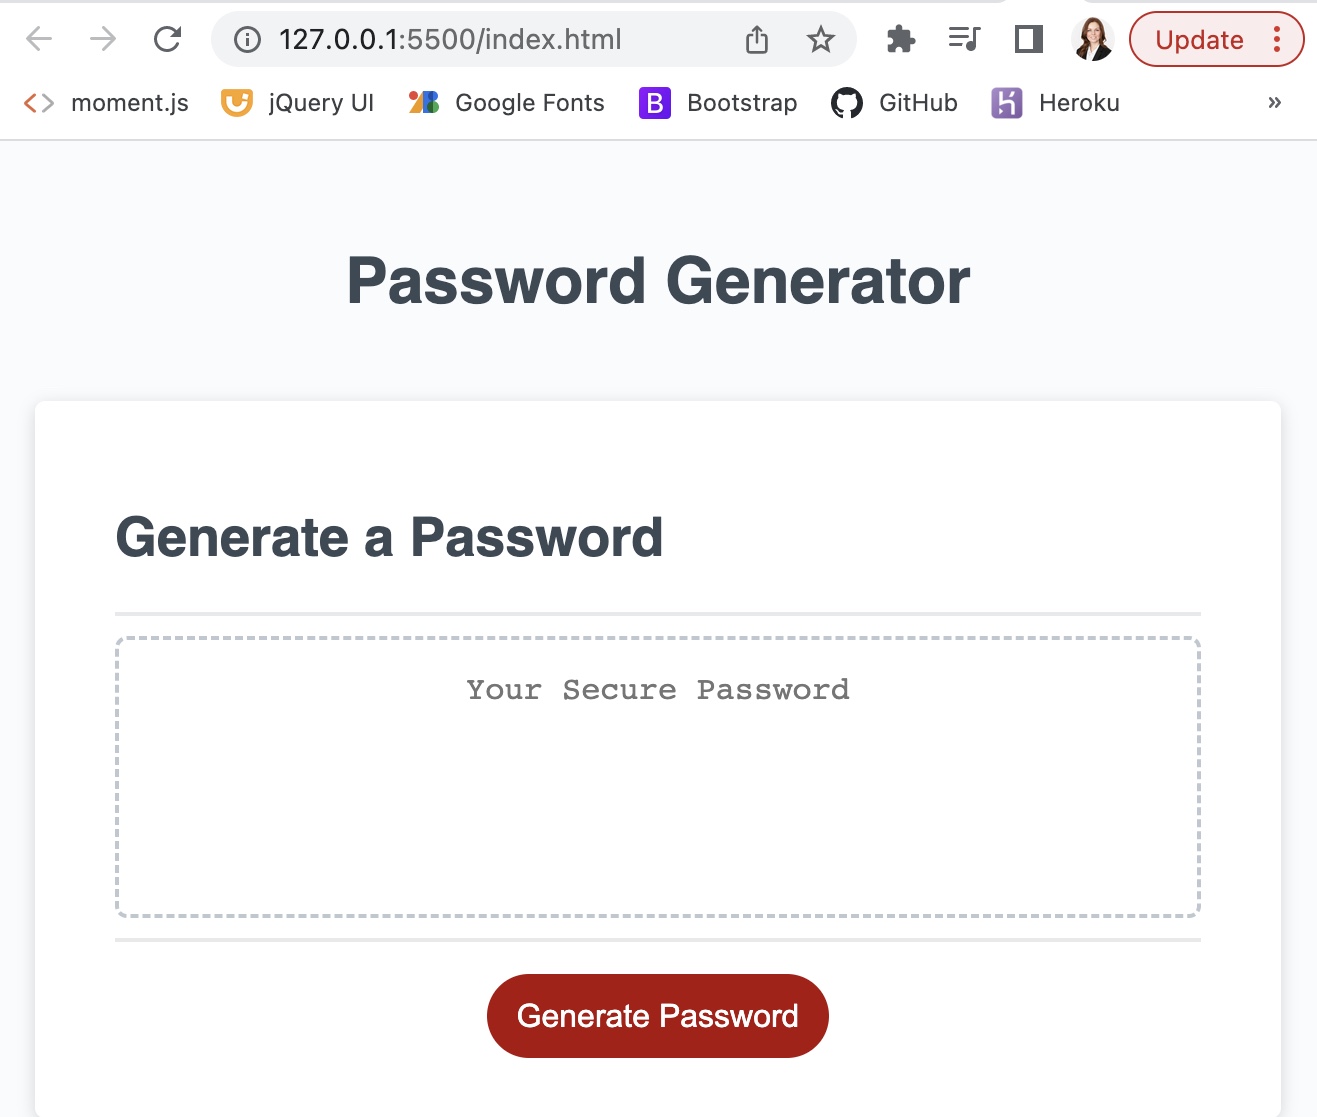 127.0.0.1:5500/index.html Update
moment.js jQuery UI Google Fonts B Bootstrap GitHub Heroku »
Password Generator
Generate a Password
Your Secure Password
Generate Password